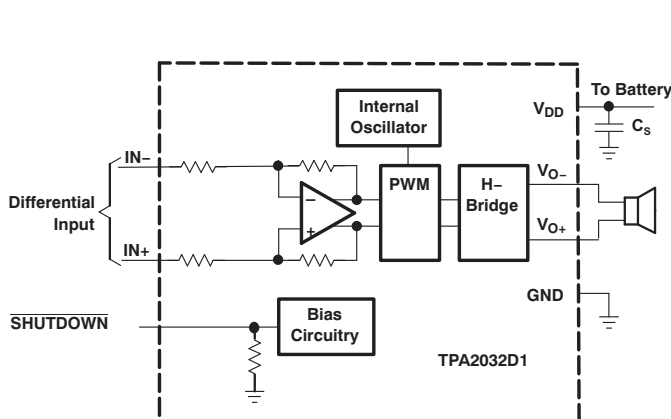 To Battery
Internal
Oscillator
VDD
CS
IN−
PWM
H−
Bridge
VO−
Differential
Input
−
+
VO+
IN+
GND
SHUTDOWN
Bias
Circuitry
TPA2032D1